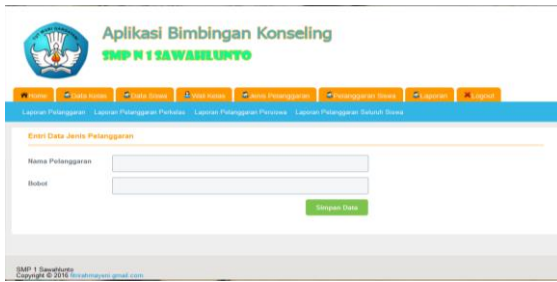 Aplikasi Bimbingan Konseling
SMP N 1 SAWAHLUNTO
Home Data Kelas Data Siswa Wali Kelas Jenis Pelanggaran Pelanggaran Siswa Laporan Logout
Laporan Pelanggaran Laporan Pelanggaran Perkelas Laporan Pelanggaran Persiswa Laporan Pelanggaran Seluruh Siswa
Entri Data Jenis Pelanggaran
Nama Pelanggaran
Bobot
Simpan Data
SMP 1 Sawahlunto
Copyright © 2016 gmail.com